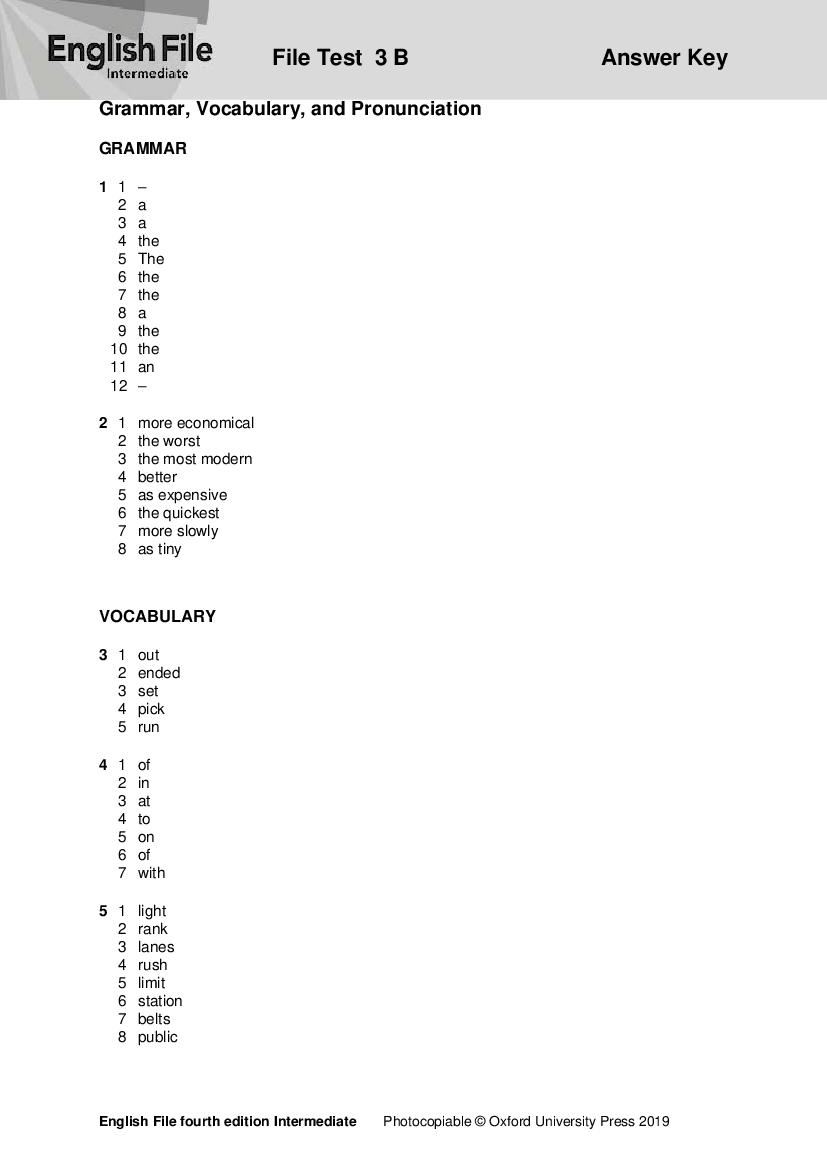 English File
Intermediate
File Test 3 B
Answer Key
Grammar, Vocabulary, and Pronunciation
GRAMMAR
1 1 –
2 a
3 a
4 the
5 The
6 the
7 the
8 a
9 the
10 the
11 an
12 –
2 1 more economical
2 the worst
3 the most modern
4 better
5 as expensive
6 the quickest
7 more slowly
8 as tiny
VOCABULARY
3 1 out
2 ended
3 set
4 pick
5 run
4 1 of
2 in
3 at
4 to
5 on
6 of
7 with
5 1 light
2 rank
3 lanes
4 rush
5 limit
6 station
7 belts
8 public
English File fourth edition Intermediate Photocopiable © Oxford University Press 2019